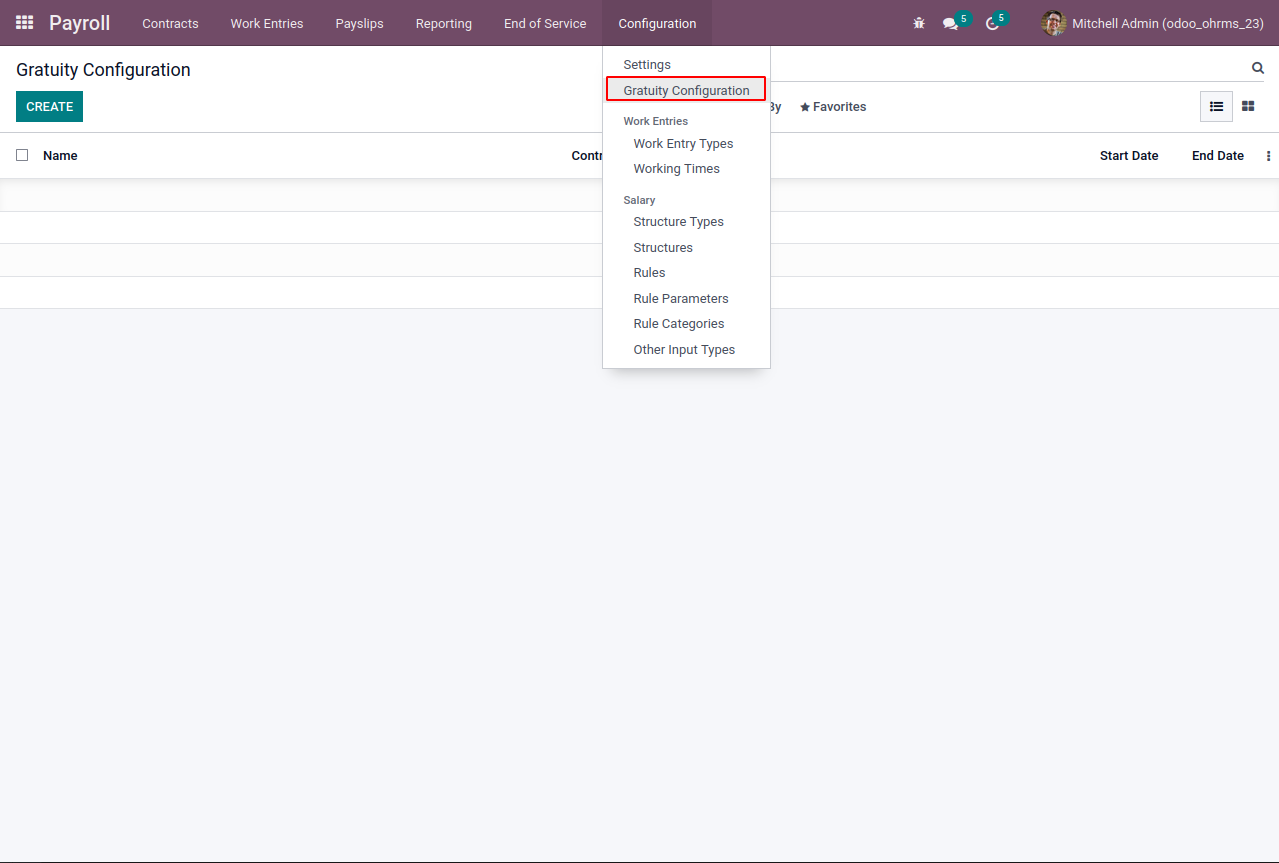 Payroll Contracts Work Entries Payslips Reporting End of Service Configuration 5 5 Mitchell Admin (odoo_ohrms_23)
Gratuity Configuration
CREATE
Settings
Gratuity Configuration
Work Entries
Work Entry Types
Working Times
Salary
Structure Types
Structures
Rules
Rule Parameters
Rule Categories
Other Input Types
By Favorites
Name Contr Start Date End Date